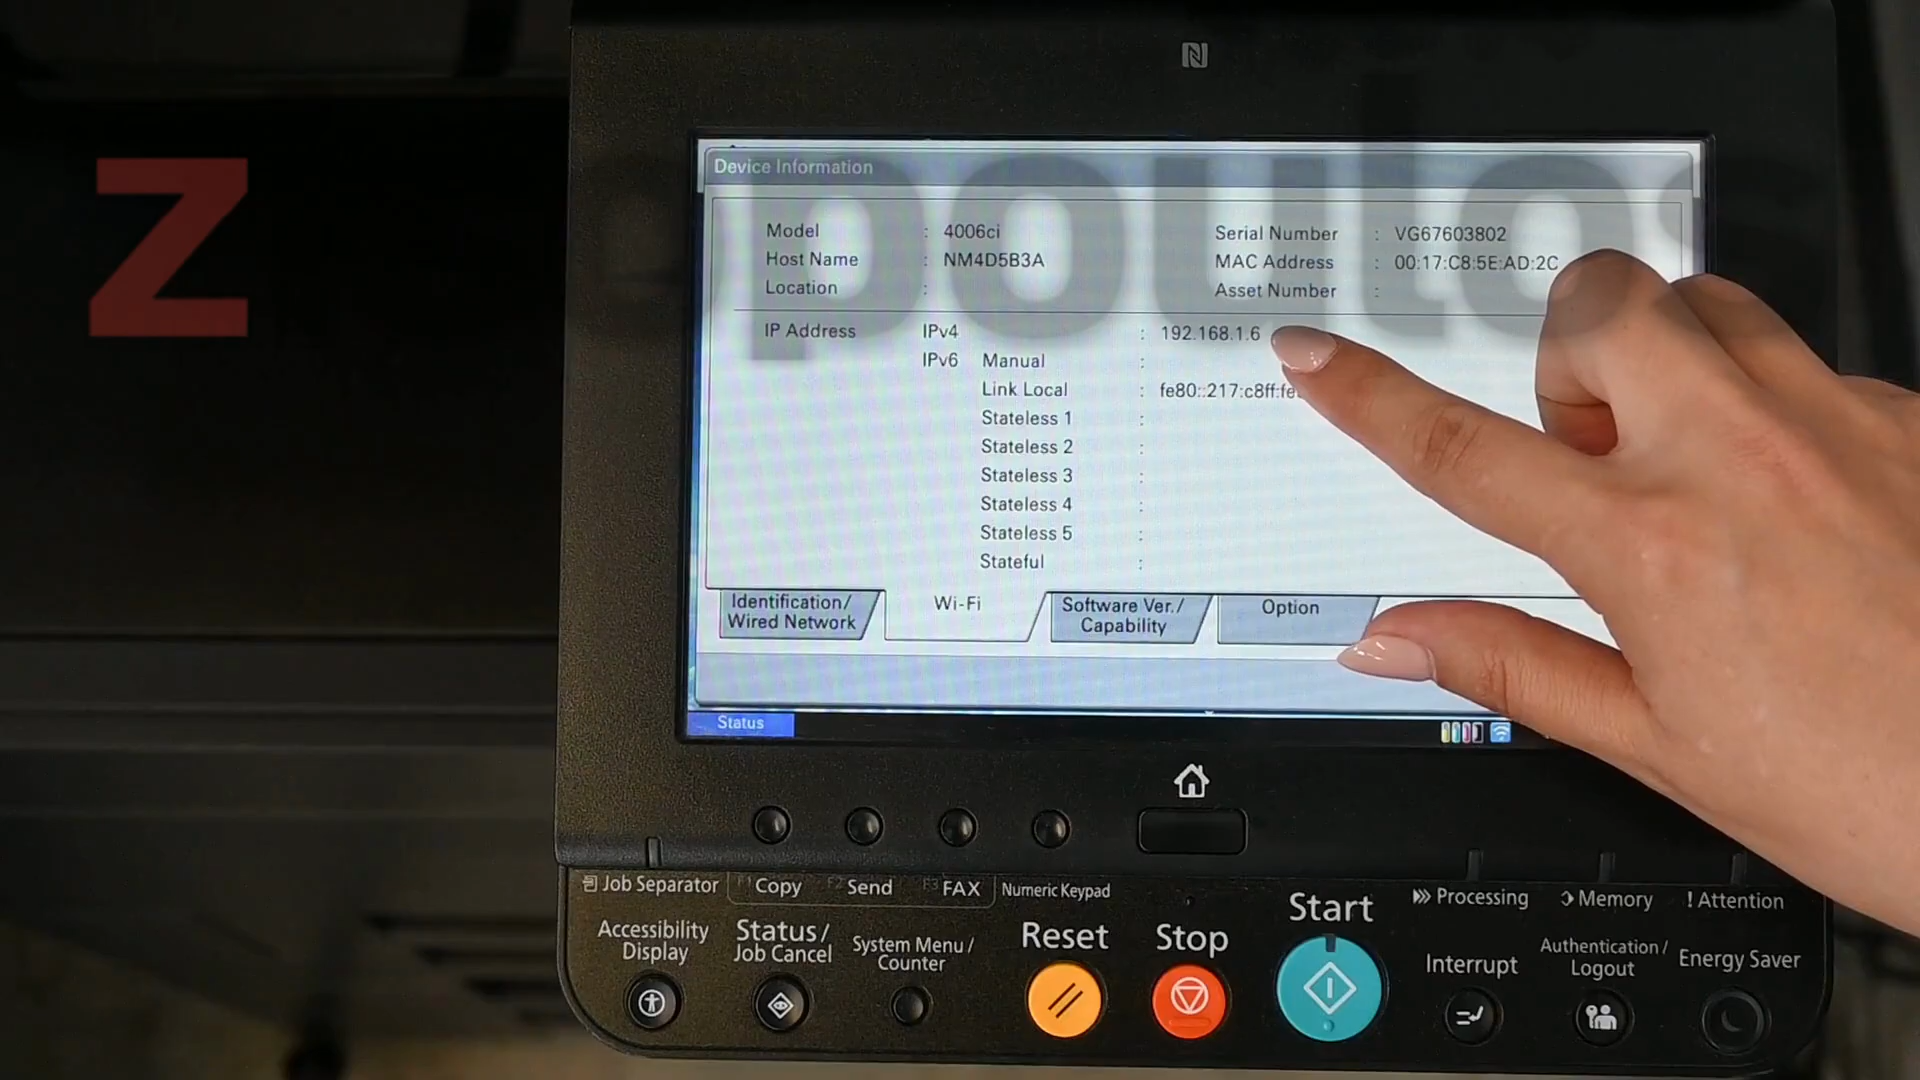 Z
poulos
Device Information
Model : 4006ci
Host Name : NM4D5B3A
Location :
Serial Number : VG67603802
MAC Address : 00:17:C8:5E:AD:2C
Asset Number :
IP Address IPv4 : 192.168.1.6
IPv6 Manual :
Link Local : fe80::217:c8ff:fe
Stateless 1 :
Stateless 2 :
Stateless 3 :
Stateless 4 :
Stateless 5 :
Stateful :
Identification/
Wired Network
Wi-Fi
Software Ver./
Capability
Option
Status
Job Separator
F1 Copy
F2 Send
F3 FAX
Numeric Keypad
Processing
Memory
! Attention
Accessibility
Display
Status/
Job Cancel
System Menu/
Counter
Reset
Stop
Start
Interrupt
Authentication/
Logout
Energy Saver